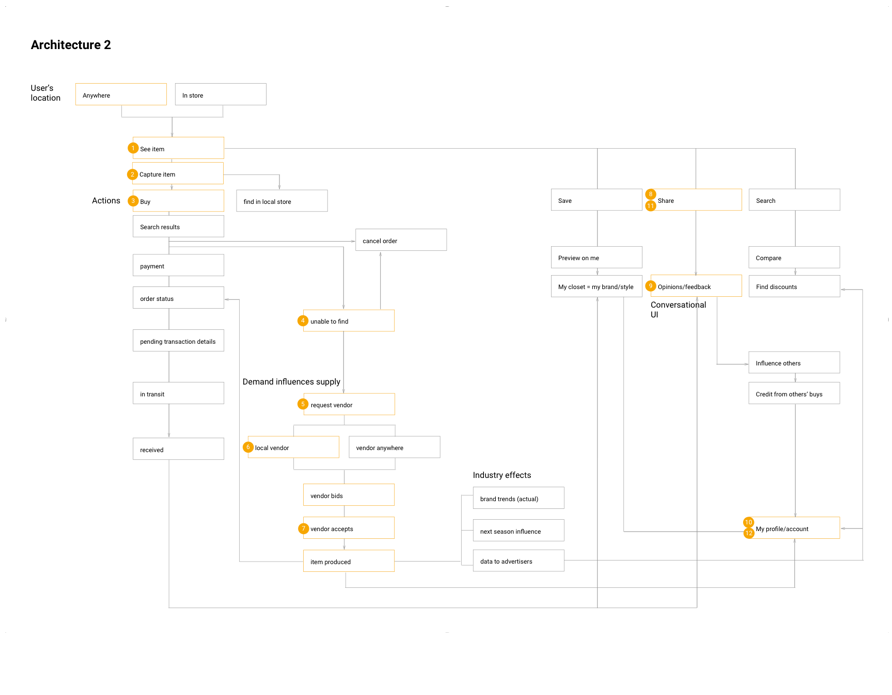 Architecture 2
User's
location
Anywhere
In store
1 See item
2 Capture item
Actions
3 Buy
find in local store
Save
8
11
Share
Search
Search results
cancel order
payment
Preview on me
Compare
order status
My closet = my brand/style
9 Opinions/feedback
Find discounts
Conversational
UI
4 unable to find
pending transaction details
Influence others
Demand influences supply
in transit
Credit from others' buys
5 request vendor
received
6 local vendor
vendor anywhere
Industry effects
vendor bids
brand trends (actual)
7 vendor accepts
next season influence
10
12
My profile/account
item produced
data to advertisers